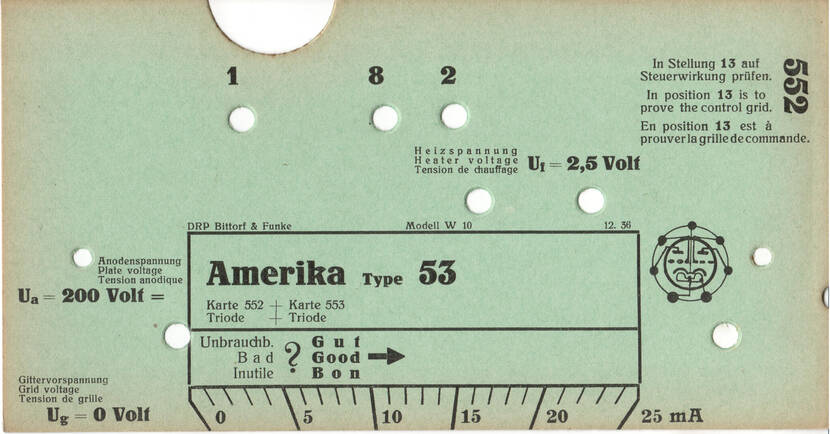 1 8 2
In Stellung 13 auf
Steuerwirkung prüfen.
In position 13 is to
prove the control grid.
En position 13 est à
prouver la grille de commande.
552
Heizspannung
Heater voltage
Tension de chauffage
Uf = 2,5 Volt
DRP Bittorf & Funke Modell W 10 12. 36
Anodenspannung
Plate voltage
Tension anodique
Ua = 200 Volt =
Amerika Type 53
Karte 552 + Karte 553
Triode + Triode
Unbrauchb. ? Gut
Bad Good
Inutile Bon
Gittervorspannung
Grid voltage
Tension de grille
Ug = 0 Volt
0 5 10 15 20 25 mA